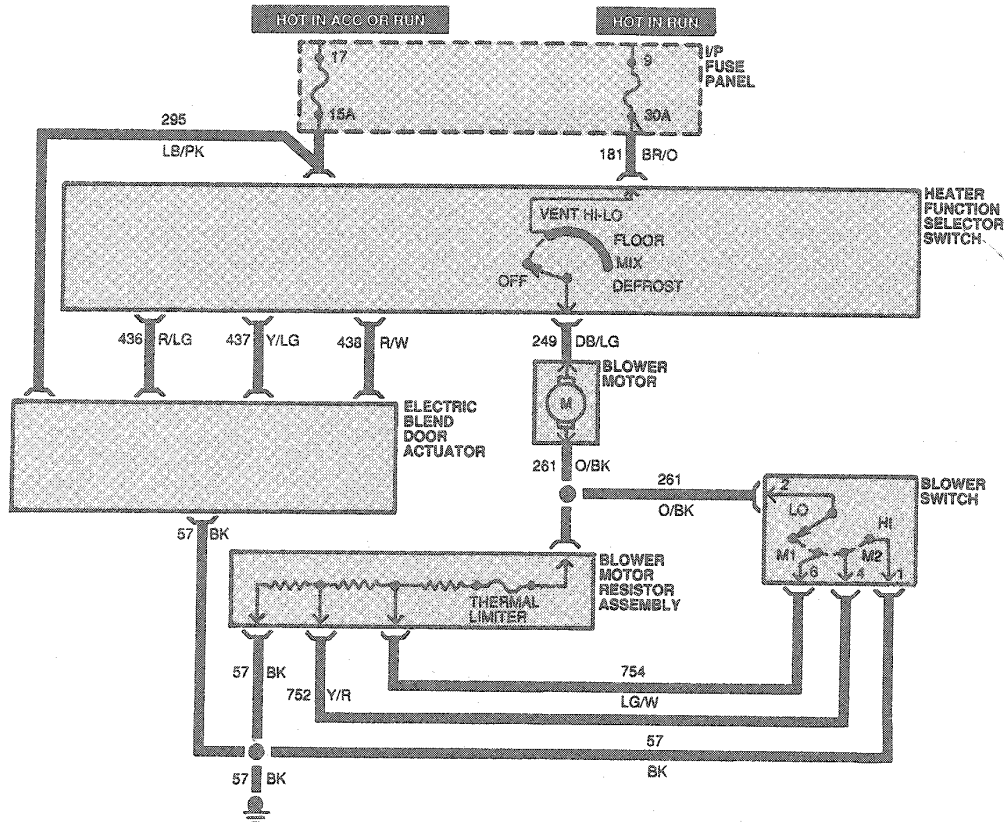 HOT IN ACC OR RUN
HOT IN RUN
17
15A
9
30A
I/P
FUSE
PANEL
295
LB/PK
181
BR/O
HEATER
FUNCTION
SELECTOR
SWITCH
VENT HI-LO
FLOOR
MIX
DEFROST
OFF
436
R/LG
437
Y/LG
438
R/W
249
DB/LG
BLOWER
MOTOR
M
ELECTRIC
BLEND
DOOR
ACTUATOR
261
O/BK
261
O/BK
BLOWER
SWITCH
2
LO
HI
M1
M2
6
4
1
57
BK
BLOWER
MOTOR
RESISTOR
ASSEMBLY
THERMAL
LIMITER
57
BK
752
Y/R
754
LG/W
57
BK
57
BK